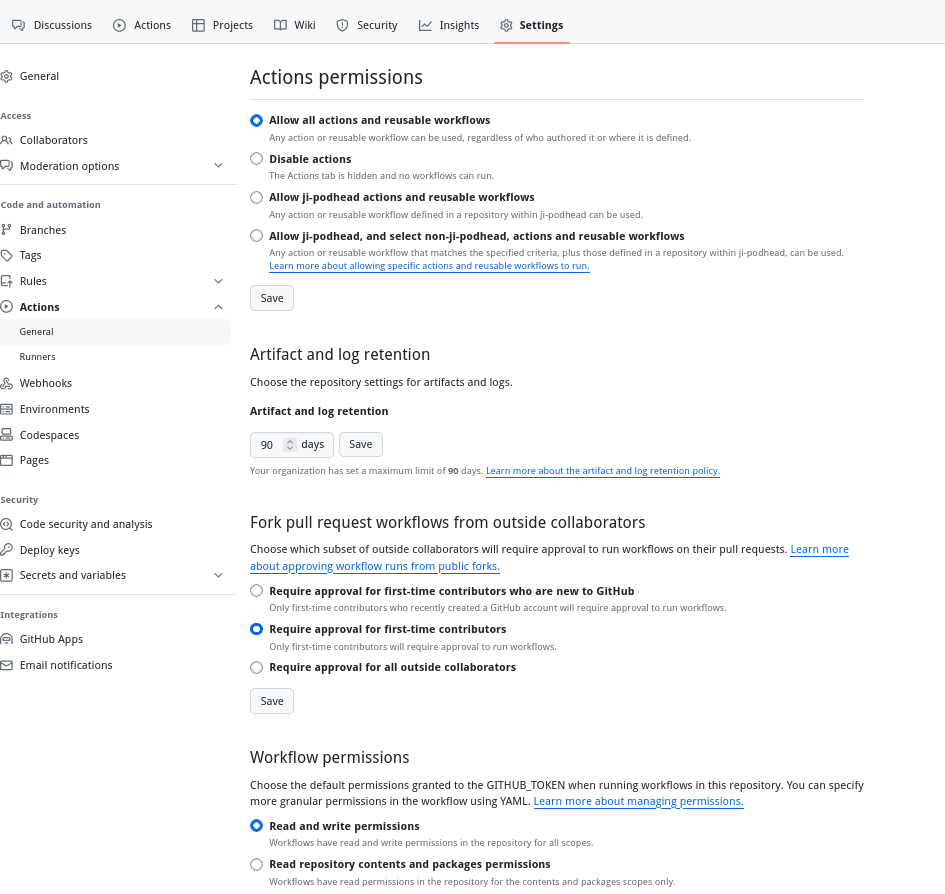 Discussions
Actions
Projects
Wiki
Security
Insights
Settings
General
Access
Collaborators
Moderation options
Code and automation
Branches
Tags
Rules
Actions
General
Runners
Webhooks
Environments
Codespaces
Pages
Security
Code security and analysis
Deploy keys
Secrets and variables
Integrations
GitHub Apps
Email notifications
Actions permissions
Allow all actions and reusable workflows
Any action or reusable workflow can be used, regardless of who authored it or where it is defined.
Disable actions
The Actions tab is hidden and no workflows can run.
Allow ji-podhead actions and reusable workflows
Any action or reusable workflow defined in a repository within ji-podhead can be used.
Allow ji-podhead, and select non-ji-podhead, actions and reusable workflows
Any action or reusable workflow that matches the specified criteria, plus those defined in a repository within ji-podhead, can be used.
Learn more about allowing specific actions and reusable workflows to run.
Save
Artifact and log retention
Choose the repository settings for artifacts and logs.
Artifact and log retention
90 days Save
Your organization has set a maximum limit of 90 days. Learn more about the artifact and log retention policy.
Fork pull request workflows from outside collaborators
Choose which subset of outside collaborators will require approval to run workflows on their pull requests. Learn more
about approving workflow runs from public forks.
Require approval for first-time contributors who are new to GitHub
Only first-time contributors who recently created a GitHub account will require approval to run workflows.
Require approval for first-time contributors
Only first-time contributors will require approval to run workflows.
Require approval for all outside collaborators
Save
Workflow permissions
Choose the default permissions granted to the GITHUB_TOKEN when running workflows in this repository. You can specify
more granular permissions in the workflow using YAML. Learn more about managing permissions.
Read and write permissions
Workflows have read and write permissions in the repository for all scopes.
Read repository contents and packages permissions
Workflows have read permissions in the repository for the contents and packages scopes only.